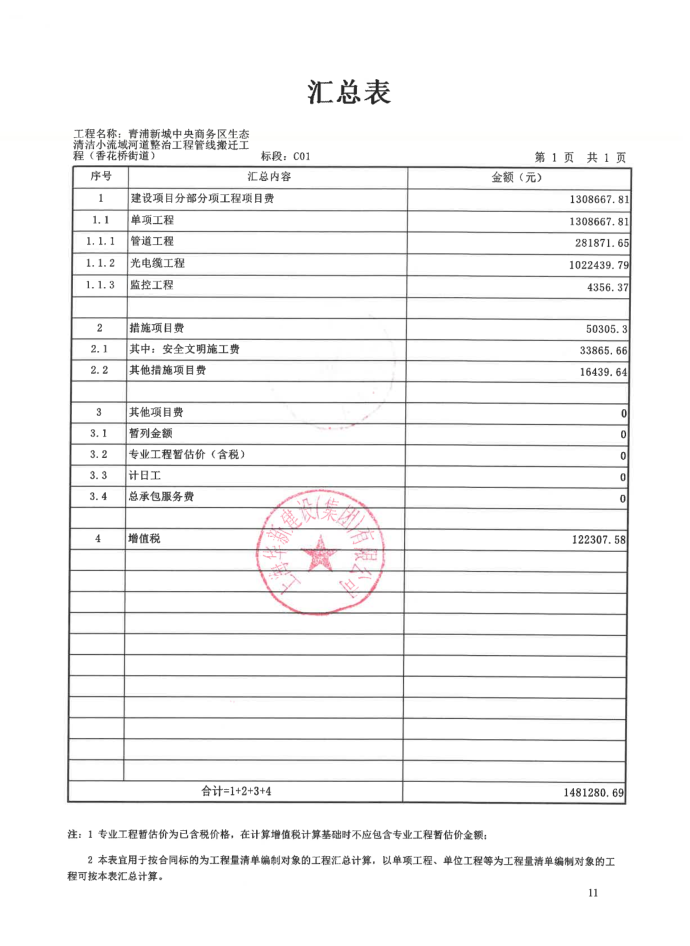 汇总表
工程名称：青浦新城中央商务区生态
清洁小流域河道整治工程管线搬迁工
程（香花桥街道） 标段：C01 第 1 页 共 1 页
序号 汇总内容 金额（元）
1 建设项目分部分项工程项目费 1308667.81
1.1 单项工程 1308667.81
1.1.1 管道工程 281871.65
1.1.2 光电缆工程 1022439.79
1.1.3 监控工程 4356.37
2 措施项目费 50305.3
2.1 其中：安全文明施工费 33865.66
2.2 其他措施项目费 16439.64
3 其他项目费 0
3.1 暂列金额 0
3.2 专业工程暂估价（含税） 0
3.3 计日工 0
3.4 总承包服务费 0
4 增值税 122307.58
上海华新建设(集团)有限公司
合计=1+2+3+4 1481280.69
注：1 专业工程暂估价为已含税价格，在计算增值税计算基础时不应包含专业工程暂估价金额；
2 本表宜用于按合同标的为工程量清单编制对象的工程汇总计算，以单项工程、单位工程等为工程量清单编制对象的工
程可按本表汇总计算。
11